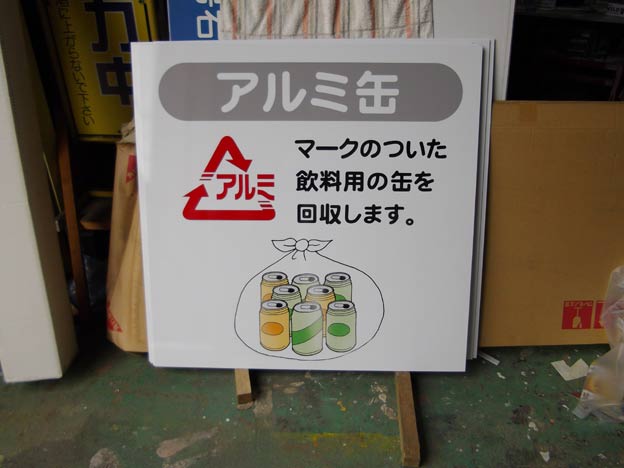 アルミ缶
アルミ
マークのついた
飲料用の缶を
回収します。